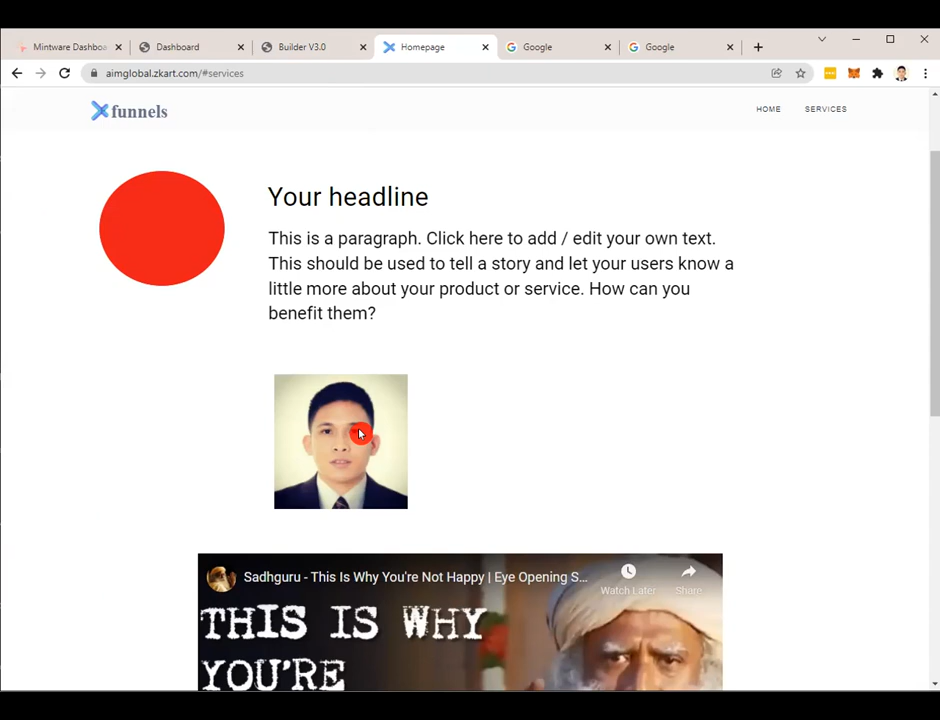 Mintware Dashboa
Dashboard
Builder V3.0
Homepage
Google
Google
aimglobal.zkart.com/#services
funnels
HOME
SERVICES
Your headline
This is a paragraph. Click here to add / edit your own text.
This should be used to tell a story and let your users know a
little more about your product or service. How can you
benefit them?
Sadhguru - This Is Why You're Not Happy | Eye Opening S...
Watch Later
Share
THIS IS WHY
YOU'RE